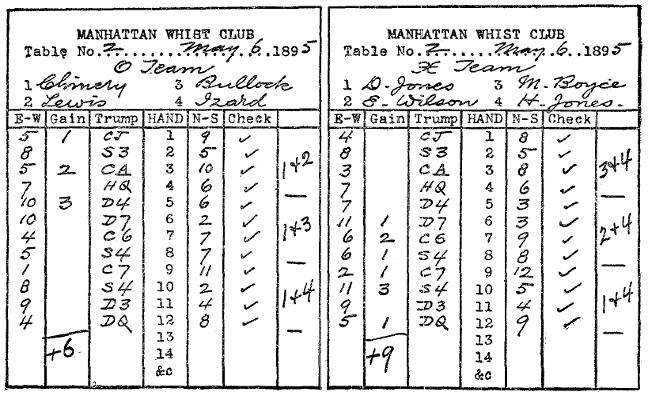 MANHATTAN WHIST CLUB
Table No. 2 ......... May 6 1895
O Team
1 Chinery 3 Bullock
2 Lewis 4 Izard
E-W Gain Trump HAND N-S Check
5 1 CJ 1 9 ✓
8 S3 2 5 ✓
5 2 CA 3 10 ✓ 1+2
7 HQ 4 6 ✓
10 3 D4 5 6 ✓ —
10 D7 6 2 ✓
4 C6 7 7 ✓ 1+3
5 S4 8 7 ✓
1 C7 9 11 ✓ —
8 S4 10 2 ✓ 1+4
9 D3 11 4 ✓
4 DQ 12 8 ✓ —
13
+6 14
&c
MANHATTAN WHIST CLUB
Table No. 2 ......... May 6 1895
X Team
1 D. Jones 3 M. Boyce
2 E. Wilson 4 H. Jones.
E-W Gain Trump HAND N-S Check
4 CJ 1 8 ✓
8 S3 2 5 ✓
3 CA 3 8 ✓ 3+4
7 HQ 4 6 ✓
7 D4 5 3 ✓ —
11 1 D7 6 3 ✓
6 2 C6 7 9 ✓ 2+4
6 1 S4 8 8 ✓
2 1 C7 9 12 ✓ —
11 3 S4 10 5 ✓
9 D3 11 4 ✓ 1+4
5 1 DQ 12 9 ✓ —
13
+9 14
&c